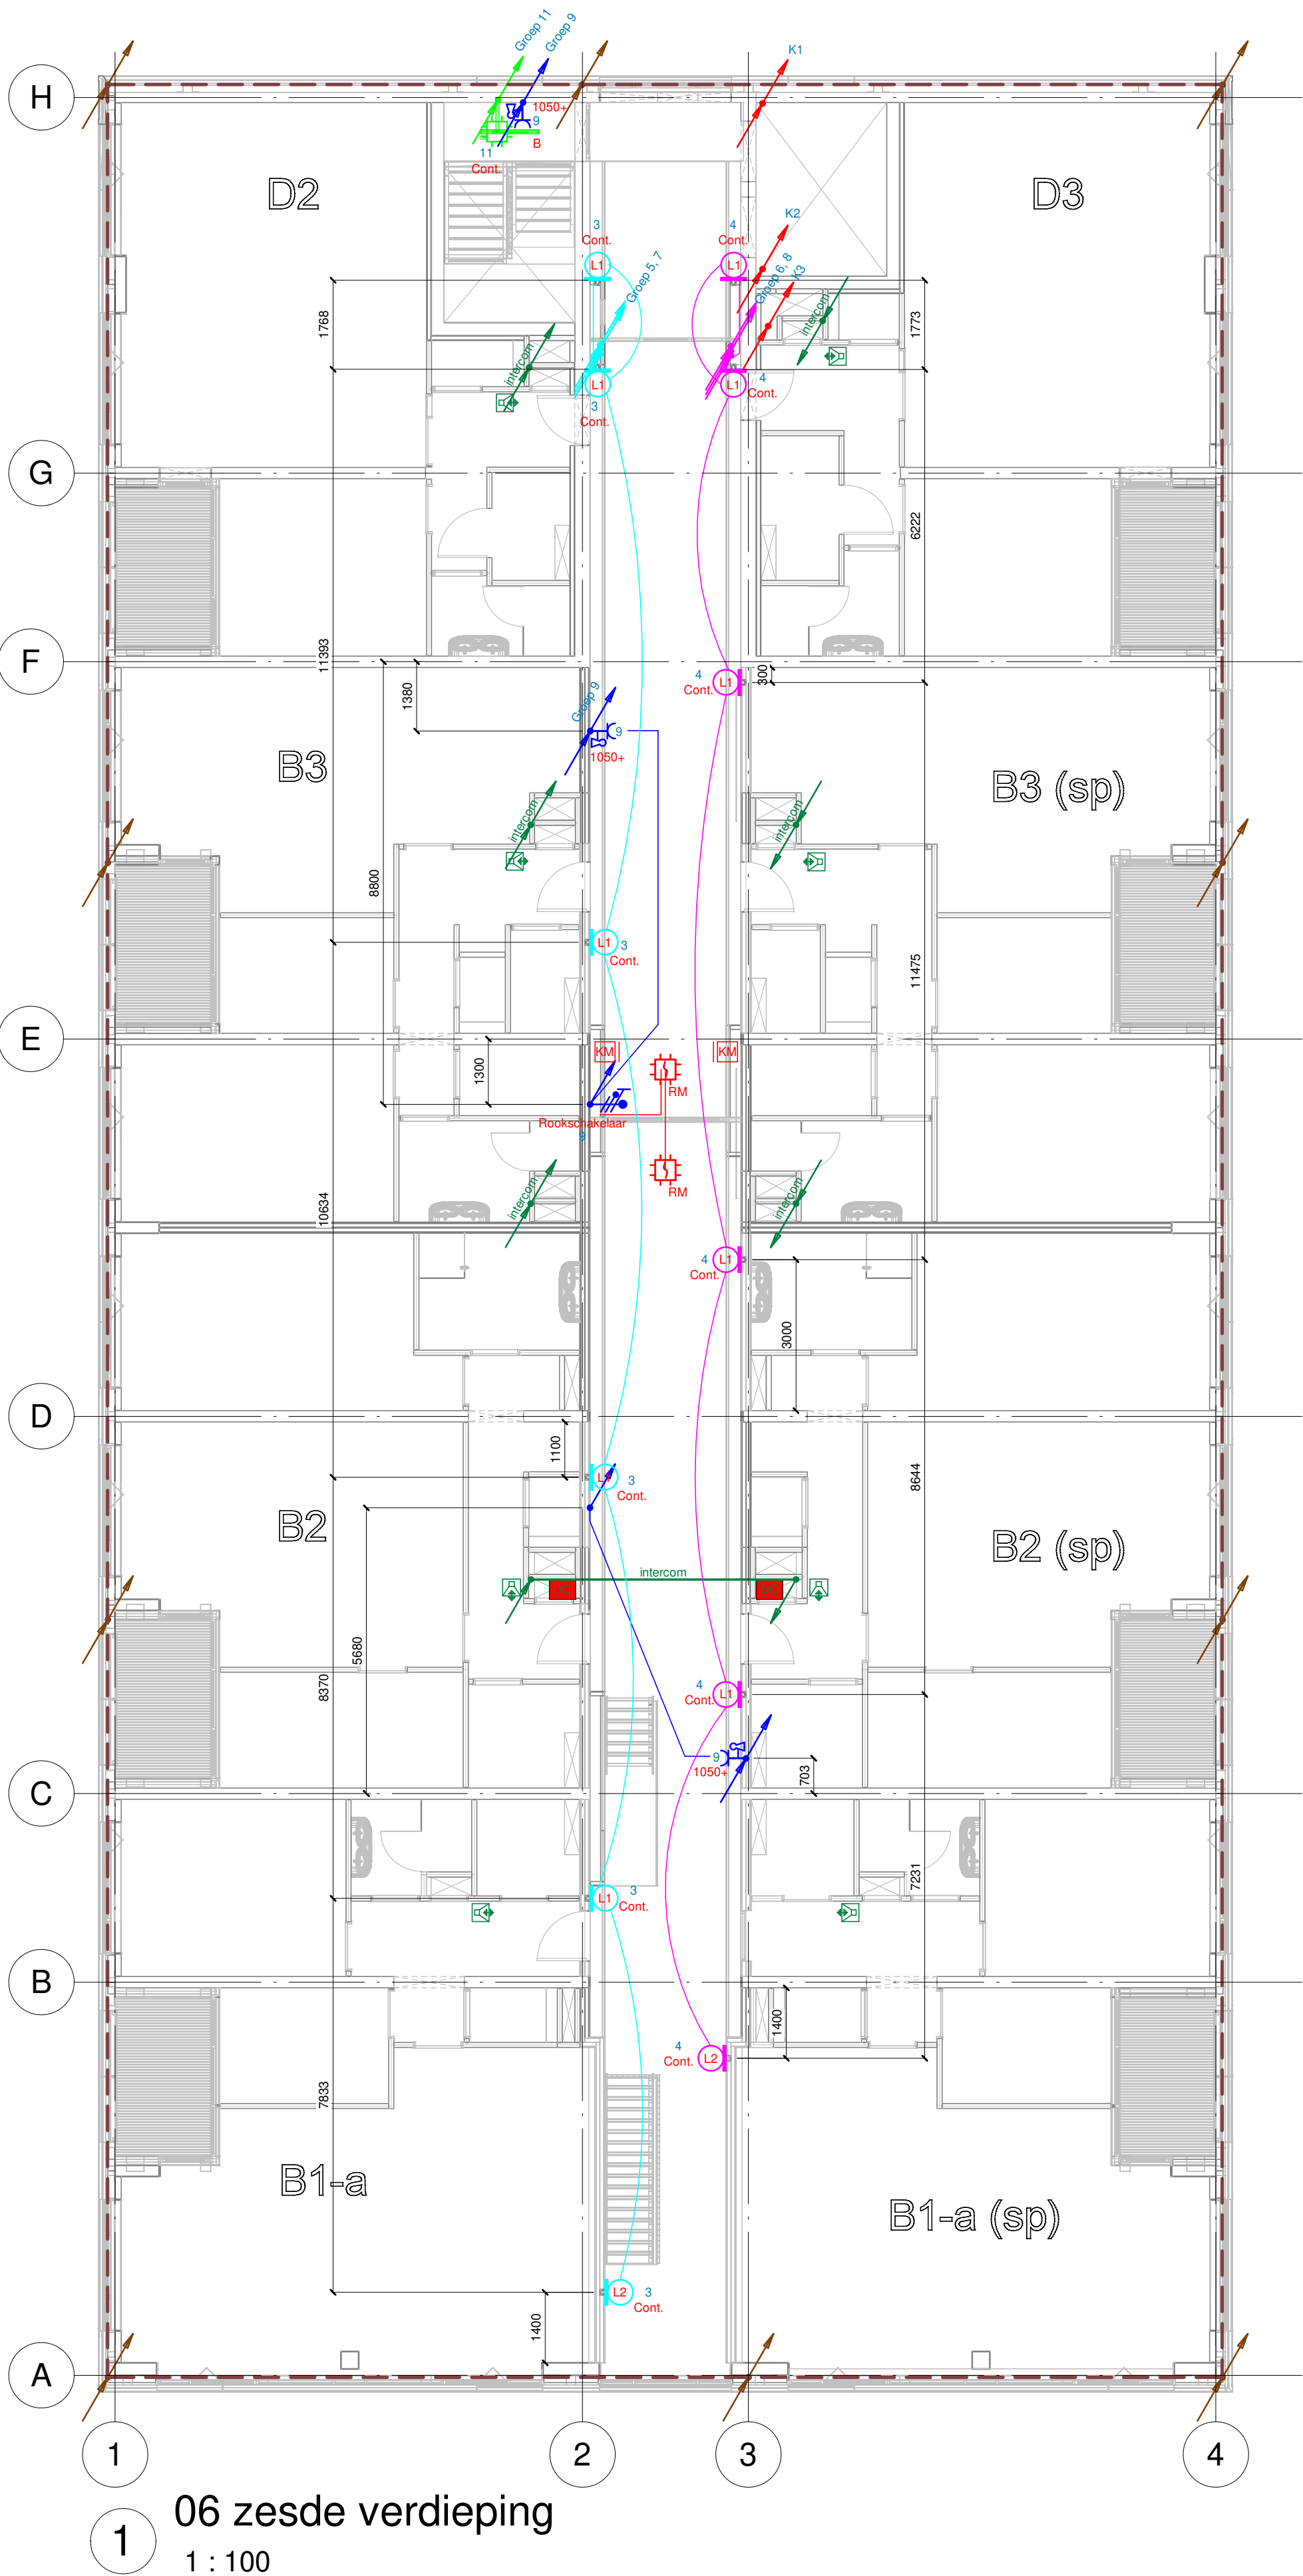 Groep 11
Groep 9
K1
H
1050+
9
B
11
Cont.
D2
D3
3
Cont.
4
Cont.
K2
L1
L1
Groep 5, 7
Groep 6, 8
K3
intercom
1768
1773
intercom
L1
L1
4
Cont.
3
Cont.
G
6222
F
11393
1380
300
4
Cont.
L1
Groep 9
9
1050+
B3
B3 (sp)
intercom
intercom
8800
L1
3
Cont.
11475
E
KM
KM
1300
RM
Rookschakelaar
9
RM
intercom
intercom
10634
4
Cont.
L1
3000
D
1100
3
Cont.
8644
B2
B2 (sp)
intercom
5680
8370
4
Cont.
L1
9
1050+
703
C
7231
L1
3
Cont.
B
1400
4
Cont.
L2
7833
B1-a
B1-a (sp)
L2
3
Cont.
1400
A
1
2
3
4
1
06 zesde verdieping
1 : 100